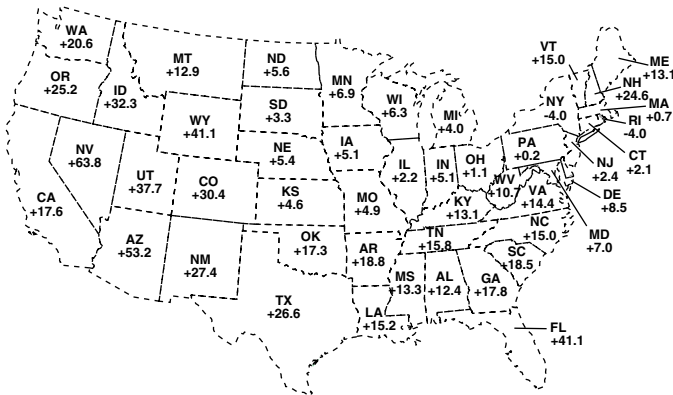 WA
+20.6
OR
+25.2
ID
+32.3
MT
+12.9
ND
+5.6
MN
+6.9
SD
+3.3
WI
+6.3
MI
+4.0
WY
+41.1
NV
+63.8
UT
+37.7
CO
+30.4
NE
+5.4
IA
+5.1
KS
+4.6
MO
+4.9
IL
+2.2
IN
+5.1
OH
+1.1
CA
+17.6
AZ
+53.2
NM
+27.4
OK
+17.3
AR
+18.8
TX
+26.6
LA
+15.2
MS
+13.3
AL
+12.4
GA
+17.8
FL
+41.1
SC
+18.5
NC
+15.0
TN
+15.8
KY
+13.1
WV
+10.7
VA
+14.4
PA
+0.2
NY
-4.0
VT
+15.0
ME
+13.1
NH
+24.6
MA
+0.7
RI
-4.0
CT
+2.1
NJ
+2.4
DE
+8.5
MD
+7.0